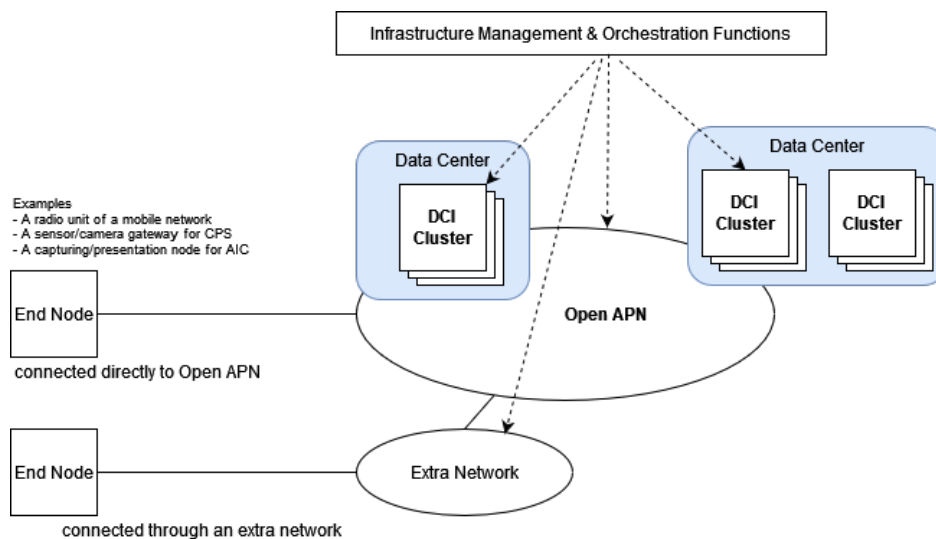 Infrastructure Management & Orchestration Functions
Data Center
DCI
Cluster
Data Center
DCI
Cluster
DCI
Cluster
Examples
- A radio unit of a mobile network
- A sensor/camera gateway for CPS
- A capturing/presentation node for AIC
End Node
connected directly to Open APN
Open APN
End Node
connected through an extra network
Extra Network